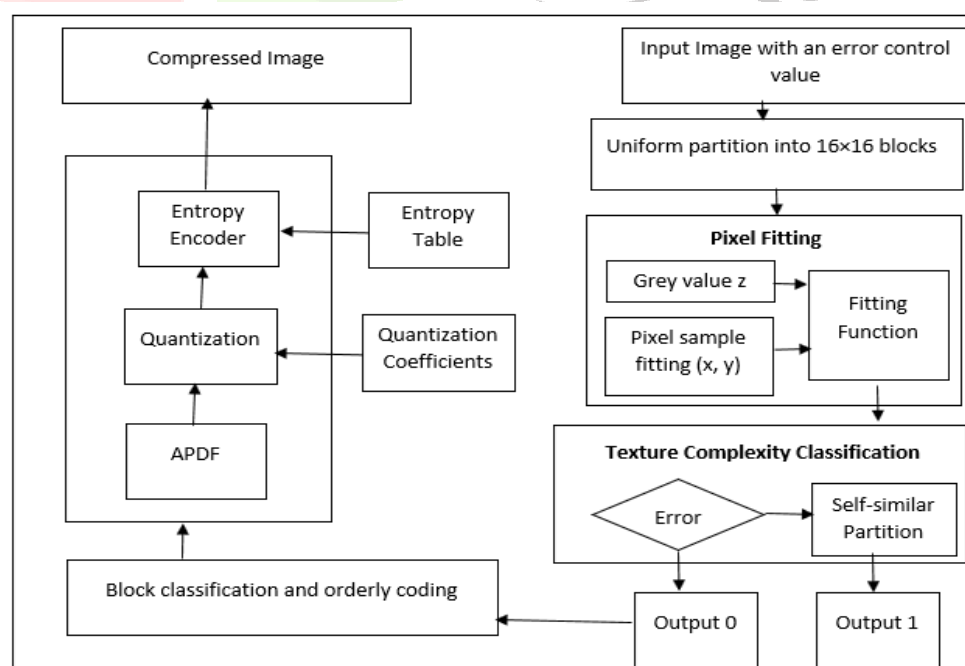 Compressed Image
Input Image with an error control
value
Uniform partition into 16×16 blocks
Pixel Fitting
Grey value z
Pixel sample
fitting (x, y)
Fitting
Function
Texture Complexity Classification
Error
Self-similar
Partition
Output 0
Output 1
Block classification and orderly coding
APDF
Quantization
Quantization
Coefficients
Entropy
Encoder
Entropy
Table